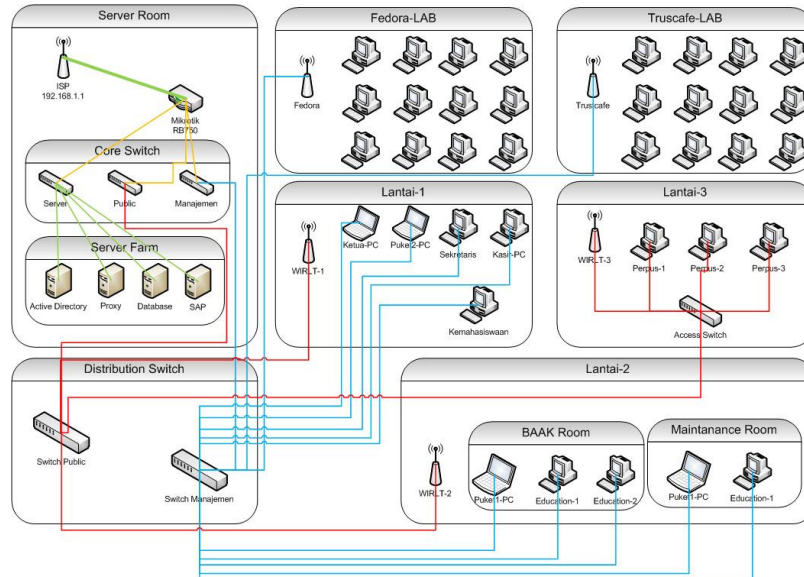 Server Room
ISP
192.168.1.1
Mikrotik
RB750
Core Switch
Server
Public
Manajemen
Server Farm
Active Directory
Proxy
Database
SAP
Fedora-LAB
Fedora
Truscafe-LAB
Truscafe
Lantai-1
WIRLT-1
Ketua-PC
Puket2-PC
Sekretaris
Kasir-PC
Kemahasiswaan
Lantai-3
WIRLT-3
Perpus-1
Perpus-2
Perpus-3
Access Switch
Distribution Switch
Switch Public
Switch Manajemen
Lantai-2
WIRLT-2
BAAK Room
Puket1-PC
Education-1
Education-2
Maintanance Room
Puket1-PC
Education-1